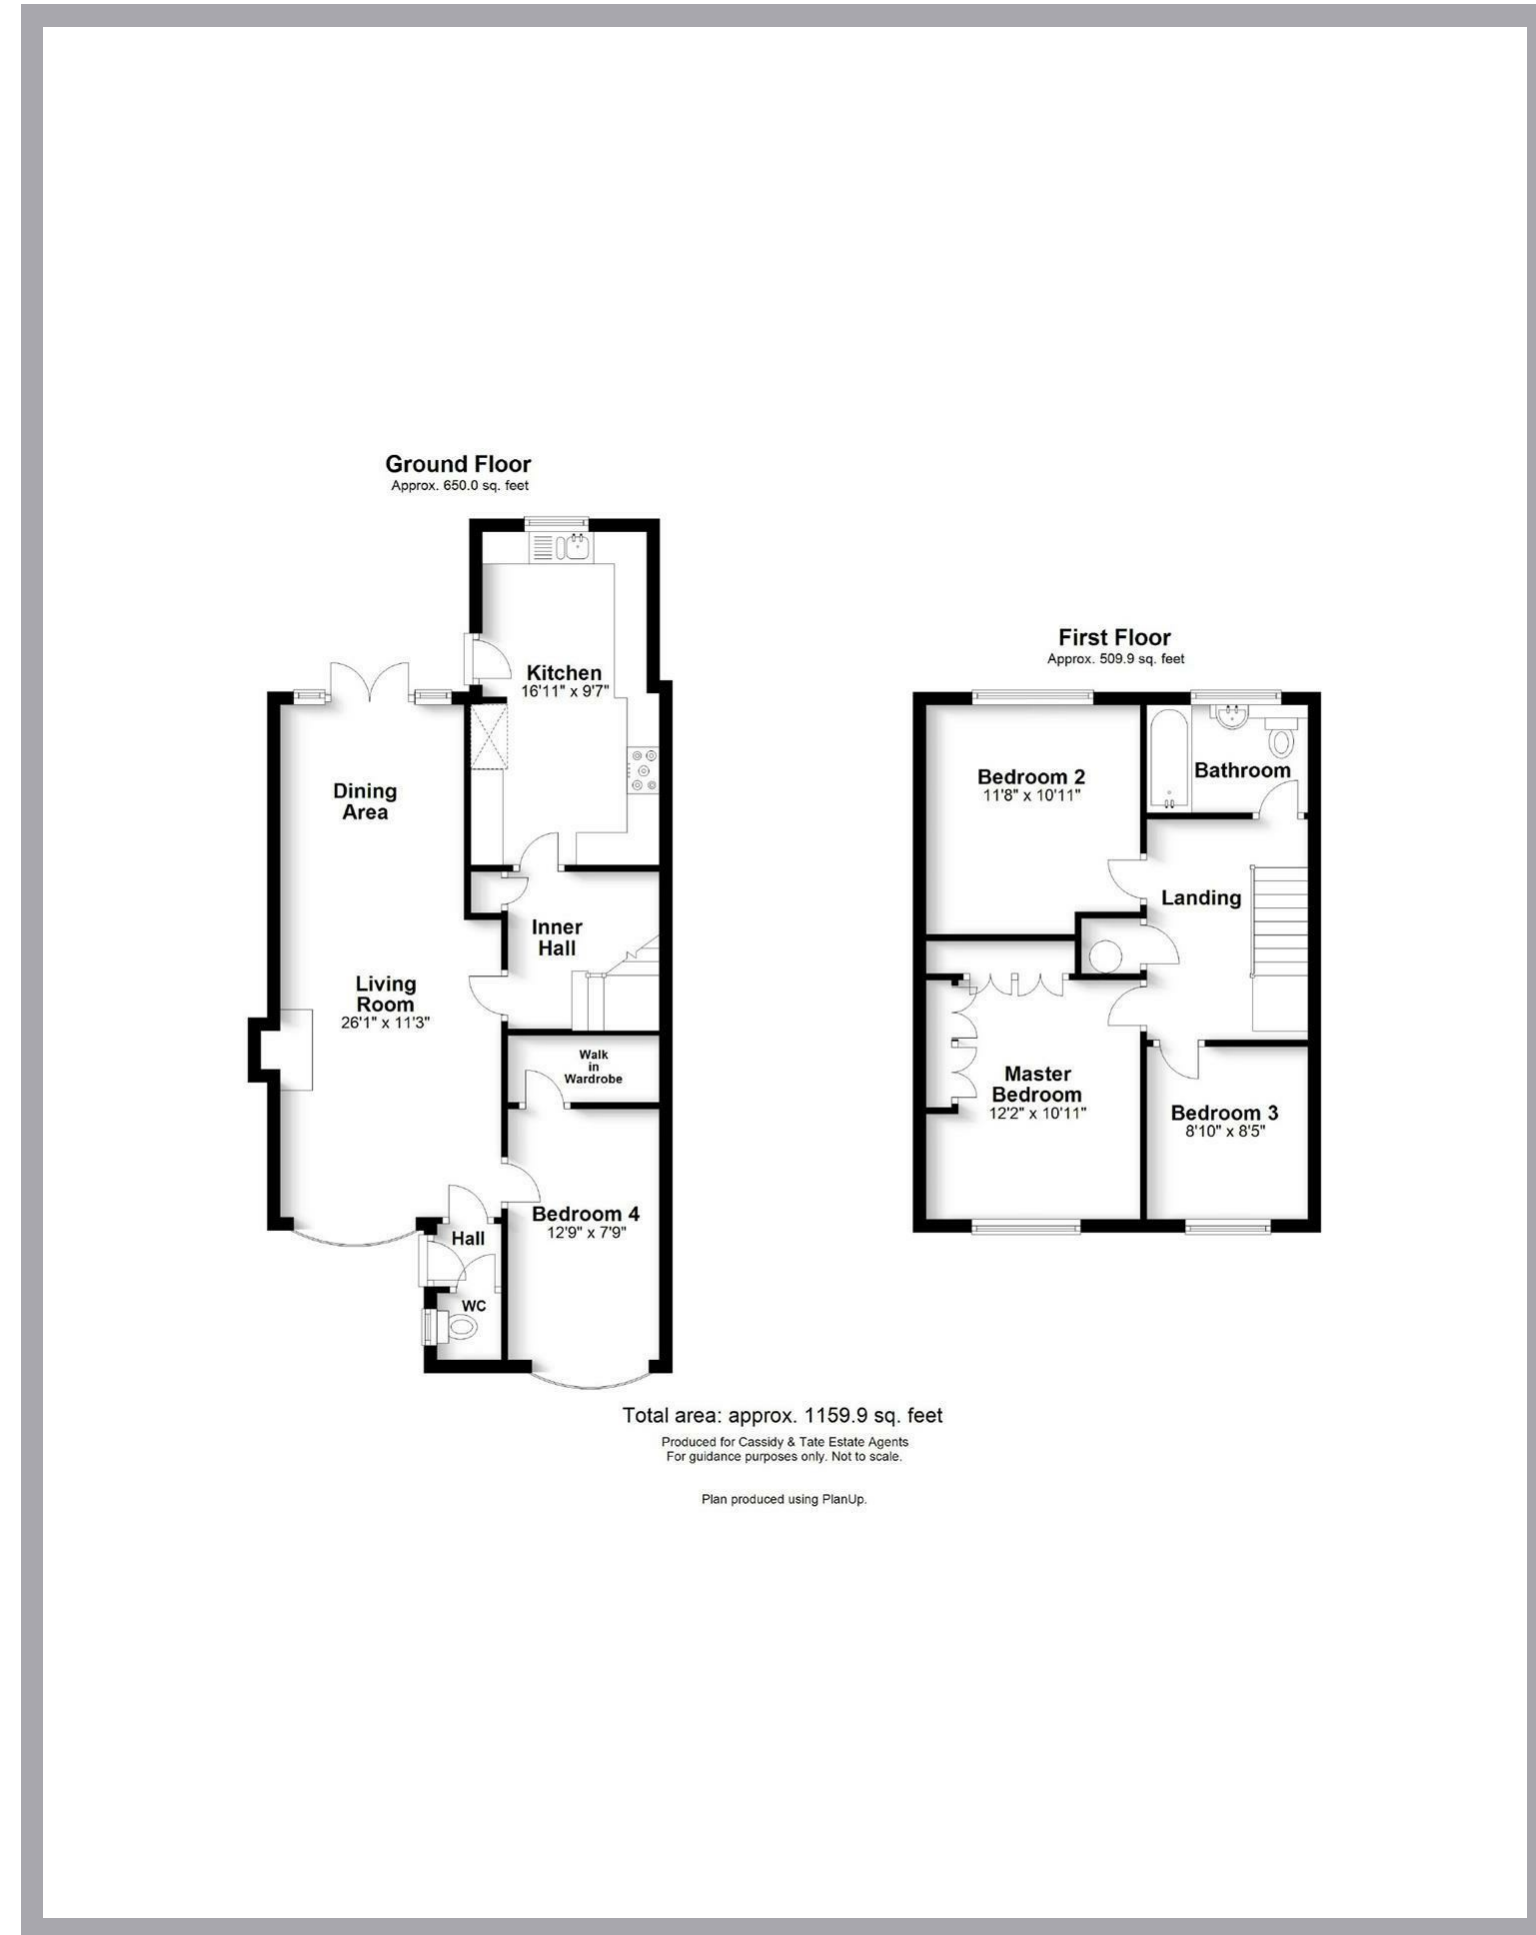 Ground Floor
Approx. 650.0 sq. feet
Kitchen
16'11" x 9'7"
Dining
Area
Inner
Hall
Living
Room
26'1" x 11'3"
Walk
in
Wardrobe
Bedroom 4
12'9" x 7'9"
Hall
WC
First Floor
Approx. 509.9 sq. feet
Bedroom 2
11'8" x 10'11"
Bathroom
Landing
Master
Bedroom
12'2" x 10'11"
Bedroom 3
8'10" x 8'5"
Total area: approx. 1159.9 sq. feet
Produced for Cassidy & Tate Estate Agents
For guidance purposes only. Not to scale.
Plan produced using PlanUp.